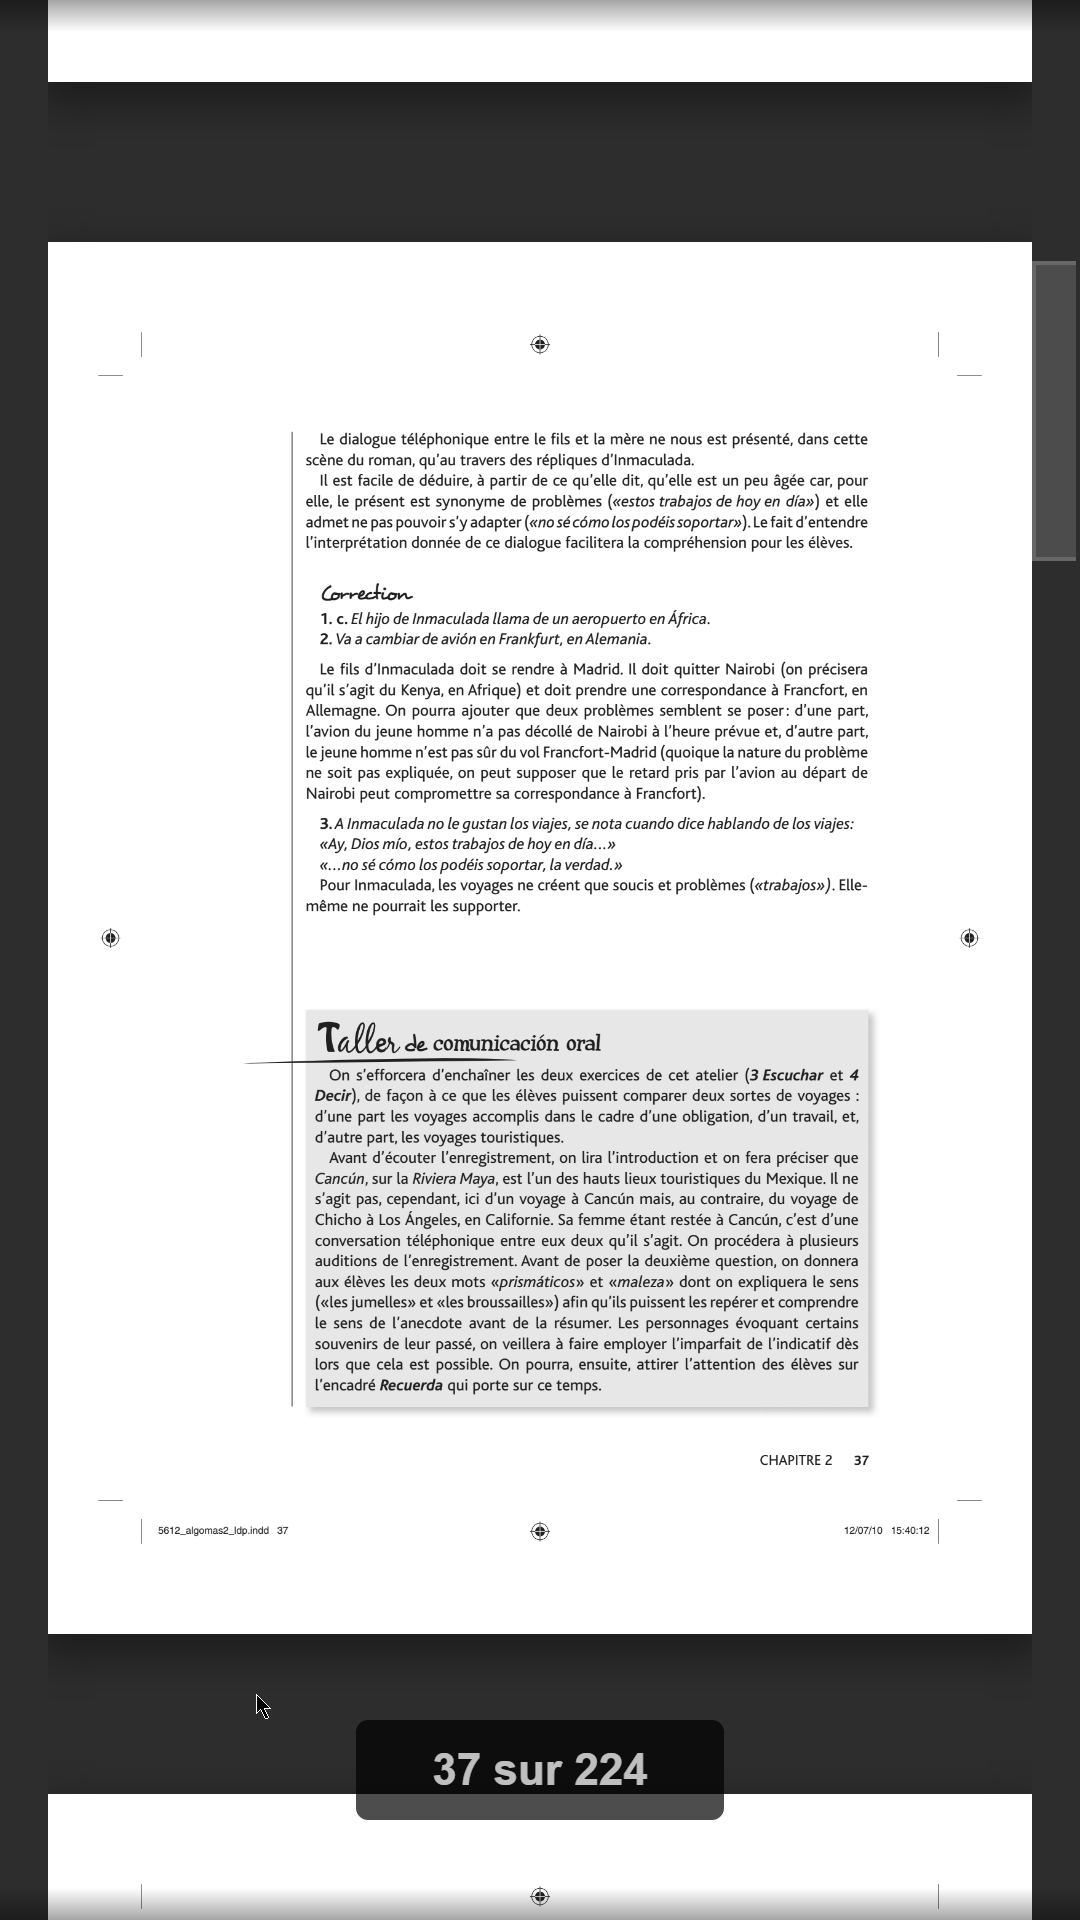 Le dialogue téléphonique entre le fils et la mère ne nous est présenté, dans cette
scène du roman, qu'au travers des répliques d'Inmaculada.
Il est facile de déduire, à partir de ce qu'elle dit, qu'elle est un peu âgée car, pour
elle, le présent est synonyme de problèmes («estos trabajos de hoy en día») et elle
admet ne pas pouvoir s'y adapter («no sé cómo los podéis soportar»). Le fait d'entendre
l'interprétation donnée de ce dialogue facilitera la compréhension pour les élèves.
Correction
1. c. El hijo de Inmaculada llama de un aeropuerto en África.
2. Va a cambiar de avión en Frankfurt, en Alemania.
Le fils d'Inmaculada doit se rendre à Madrid. Il doit quitter Nairobi (on précisera
qu'il s'agit du Kenya, en Afrique) et doit prendre une correspondance à Francfort, en
Allemagne. On pourra ajouter que deux problèmes semblent se poser : d'une part,
l'avion du jeune homme n'a pas décollé de Nairobi à l'heure prévue et, d'autre part,
le jeune homme n'est pas sûr du vol Francfort-Madrid (quoique la nature du problème
ne soit pas expliquée, on peut supposer que le retard pris par l'avion au départ de
Nairobi peut compromettre sa correspondance à Francfort).
3. A Inmaculada no le gustan los viajes, se nota cuando dice hablando de los viajes:
«Ay, Dios mío, estos trabajos de hoy en día…»
«…no sé cómo los podéis soportar, la verdad.»
Pour Inmaculada, les voyages ne créent que soucis et problèmes («trabajos»). Elle-
même ne pourrait les supporter.
Taller de comunicación oral
On s'efforcera d'enchaîner les deux exercices de cet atelier (3 Escuchar et 4
Decir), de façon à ce que les élèves puissent comparer deux sortes de voyages :
d'une part les voyages accomplis dans le cadre d'une obligation, d'un travail, et,
d'autre part, les voyages touristiques.
Avant d'écouter l'enregistrement, on lira l'introduction et on fera préciser que
Cancún, sur la Riviera Maya, est l'un des hauts lieux touristiques du Mexique. Il ne
s'agit pas, cependant, ici d'un voyage à Cancún mais, au contraire, du voyage de
Chicho à Los Ángeles, en Californie. Sa femme étant restée à Cancún, c'est d'une
conversation téléphonique entre eux deux qu'il s'agit. On procédera à plusieurs
auditions de l'enregistrement. Avant de poser la deuxième question, on donnera
aux élèves les deux mots «prismáticos» et «maleza» dont on expliquera le sens
(«les jumelles» et «les broussailles») afin qu'ils puissent les repérer et comprendre
le sens de l'anecdote avant de la résumer. Les personnages évoquant certains
souvenirs de leur passé, on veillera à faire employer l'imparfait de l'indicatif dès
lors que cela est possible. On pourra, ensuite, attirer l'attention des élèves sur
l'encadré Recuerda qui porte sur ce temps.
CHAPITRE 2 37
5612_algomas2_ldp.indd 37 12/07/10 15:40:12
37 sur 224